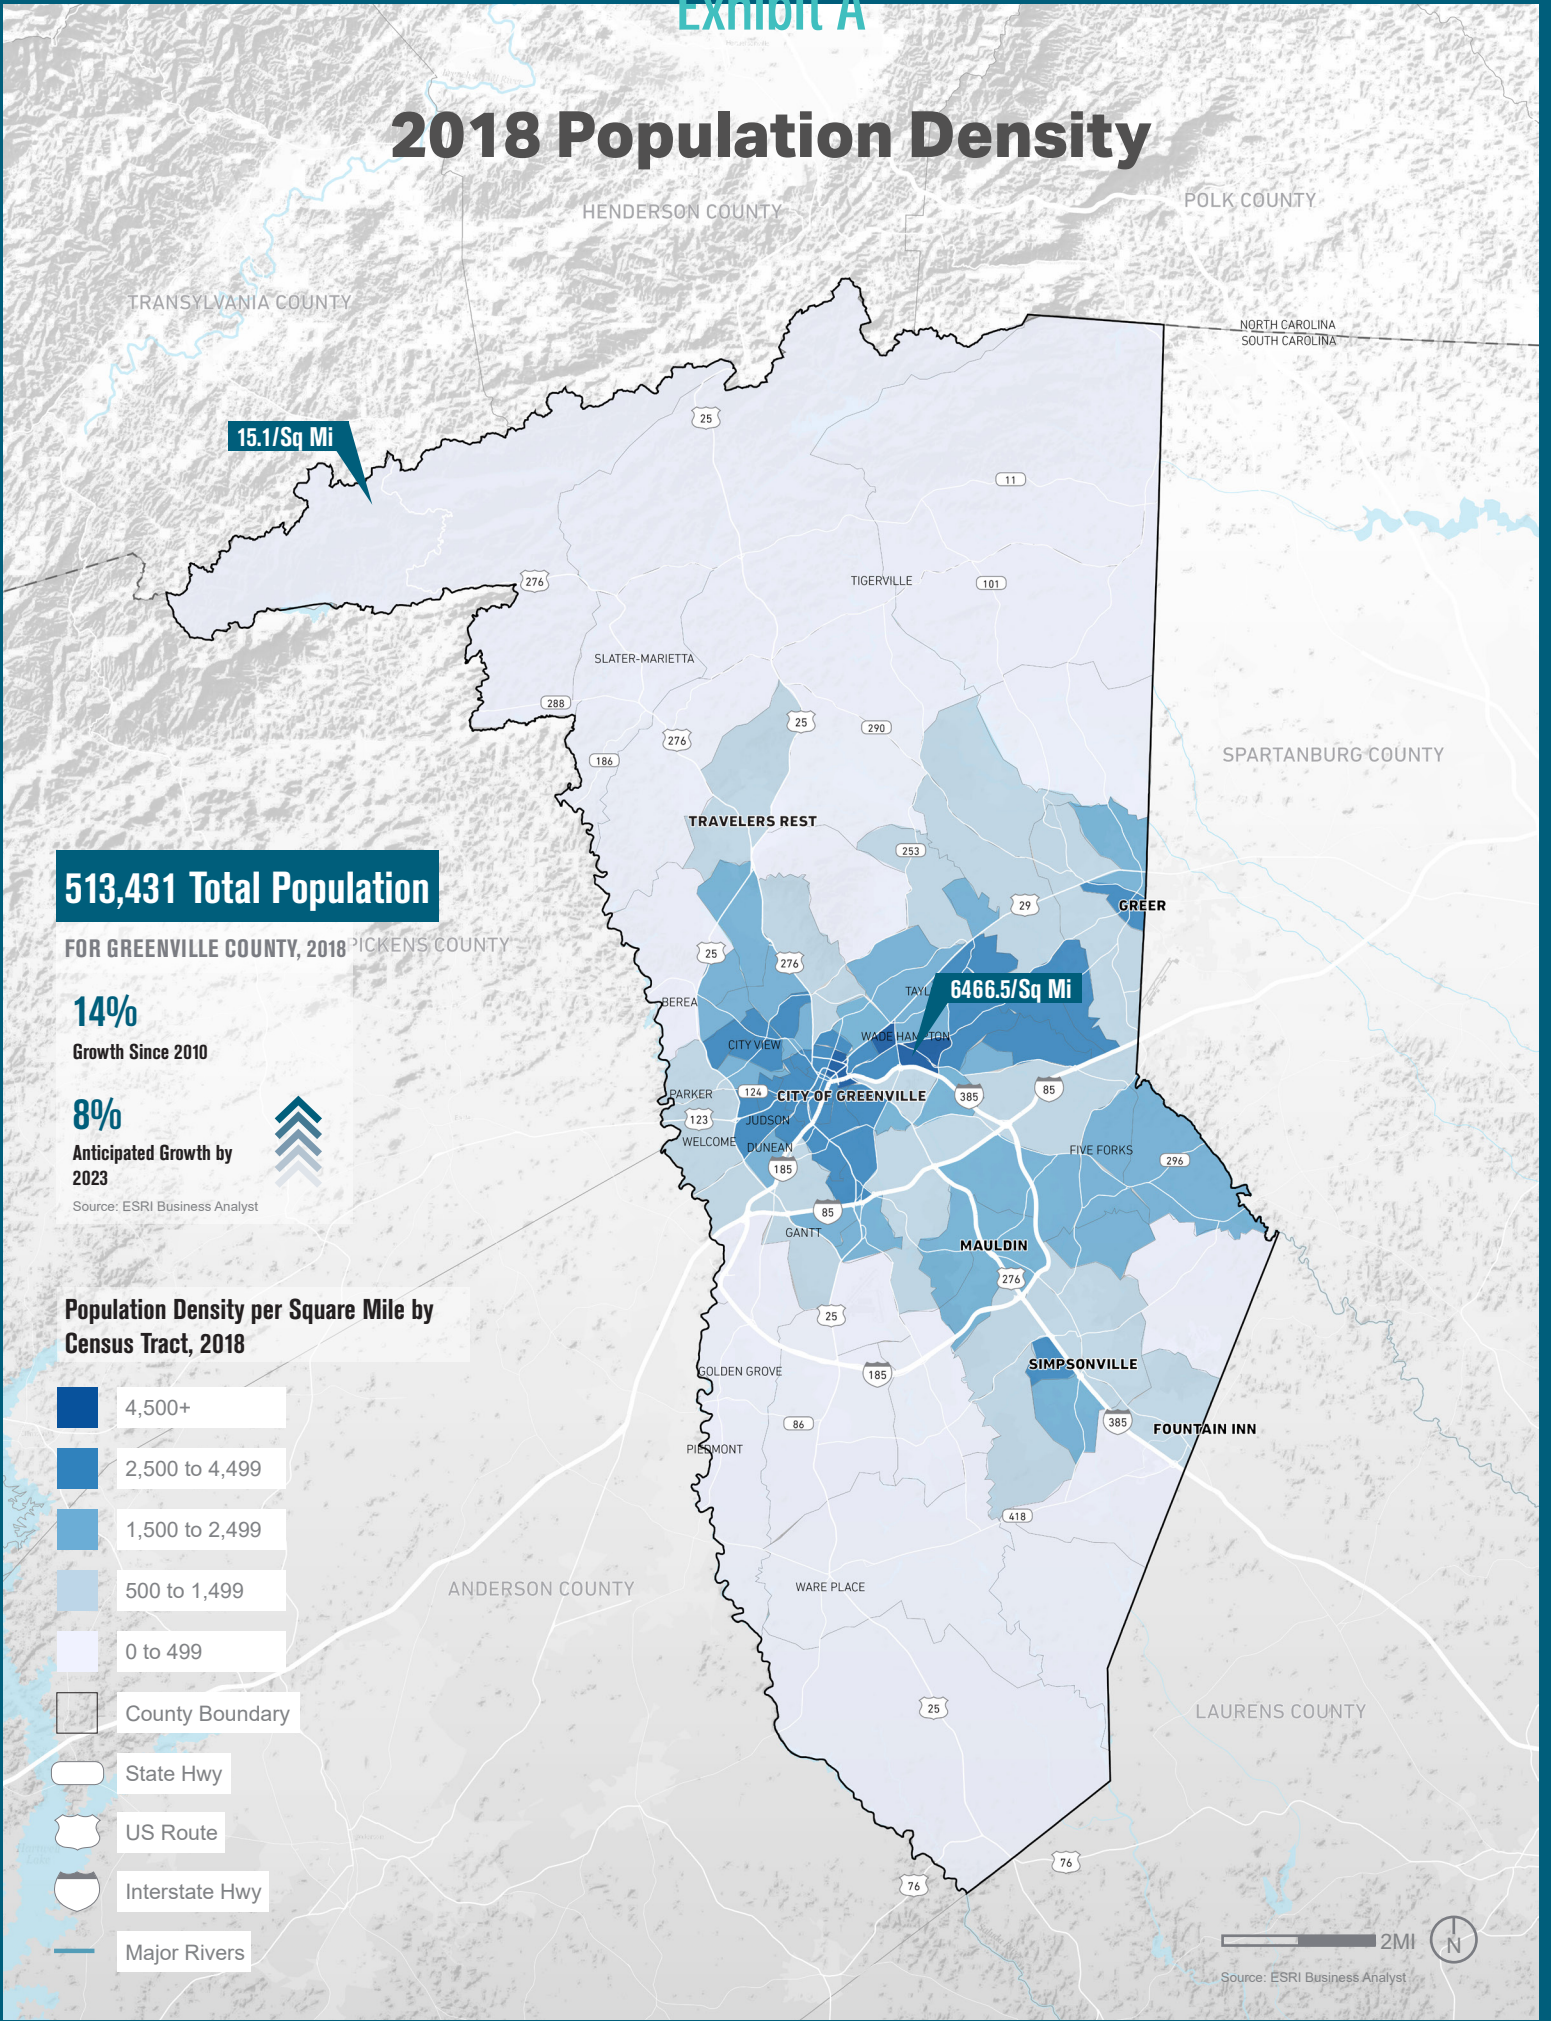 Exhibit A
2018 Population Density
HENDERSON COUNTY
POLK COUNTY
TRANSYLVANIA COUNTY
NORTH CAROLINA
SOUTH CAROLINA
15.1/Sq Mi
25
11
276
TIGERVILLE
101
SLATER-MARIETTA
288
25
290
276
186
SPARTANBURG COUNTY
TRAVELERS REST
253
513,431 Total Population
29
GREER
FOR GREENVILLE COUNTY, 2018
PICKENS COUNTY
25
276
14%
Growth Since 2010
BEREA
TAYL
6466.5/Sq Mi
WADE HAMPTON
CITY VIEW
PARKER
124
CITY OF GREENVILLE
385
85
8%
Anticipated Growth by
2023
Source: ESRI Business Analyst
123
JUDSON
WELCOME
DUNEAN
FIVE FORKS
296
185
85
GANTT
MAULDIN
276
Population Density per Square Mile by
Census Tract, 2018
25
GOLDEN GROVE
185
SIMPSONVILLE
86
385
FOUNTAIN INN
PIEDMONT
4,500+
2,500 to 4,499
1,500 to 2,499
500 to 1,499
0 to 499
418
ANDERSON COUNTY
WARE PLACE
25
LAURENS COUNTY
County Boundary
State Hwy
US Route
Interstate Hwy
Major Rivers
76
76
2MI
N
Source: ESRI Business Analyst